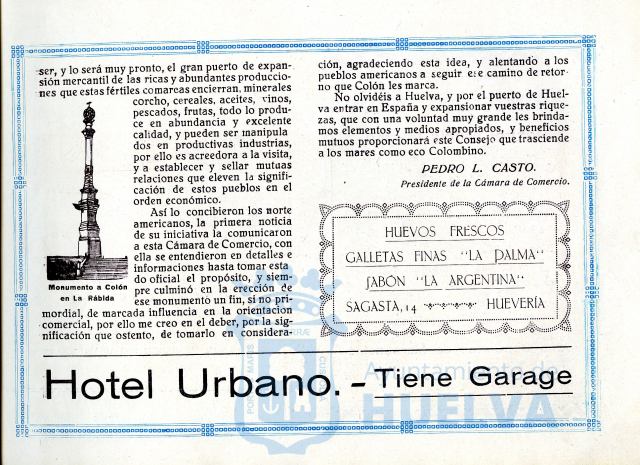 ser, y lo será muy pronto, el gran puerto de expan-
sión mercantil de las ricas y abundantes produccio-
nes que estas fértiles comarcas encierran, minerales
corcho, cereales, aceites, vinos,
pescados, frutas, todo lo produ-
ce en abundancia y excelente
calidad, y pueden ser manipula
dos en productivas industrias,
por ello es acreedora a la visita,
y a establecer y sellar mutuas
relaciones que eleven la signifi-
cación de estos pueblos en el
orden económico.
Así lo concibieron los norte
americanos, la primera noticia
de su iniciativa la comunicaron
a esta Cámara de Comercio, con
ella se entendieron en detalles e
informaciones hasta tomar esta
do oficial el propósito, y siem-
pre culminó en la erección de
ese monumento un fin, si no pri-
mordial, de marcada influencia en la orientacion
comercial, por ello me creo en el deber, por la sig-
nificación que ostento, de tomarlo en considera-
Monumento a Colón
en La Rábida
ción, agradeciendo esta idea, y alentando a los
pueblos americanos a seguir ese camino de retor-
no que Colón les marca.
No olvidéis a Huelva, y por el puerto de Huel-
va entrar en España y expansionar vuestras rique-
zas, que con una voluntad muy grande les brinda-
mos elementos y medios apropiados, y beneficios
mutuos proporcionará este Consejo que trasciende
a los mares como eco Colombino.
PEDRO L. CASTO.
Presidente de la Cámara de Comercio.
HUEVOS FRESCOS
GALLETAS FINAS "LA PALMA"
JABÓN "LA ARGENTINA"
SAGASTA, 14 HUEVERÍA
Hotel Urbano. - Tiene Garage
Ayuntamiento de
HUELVA